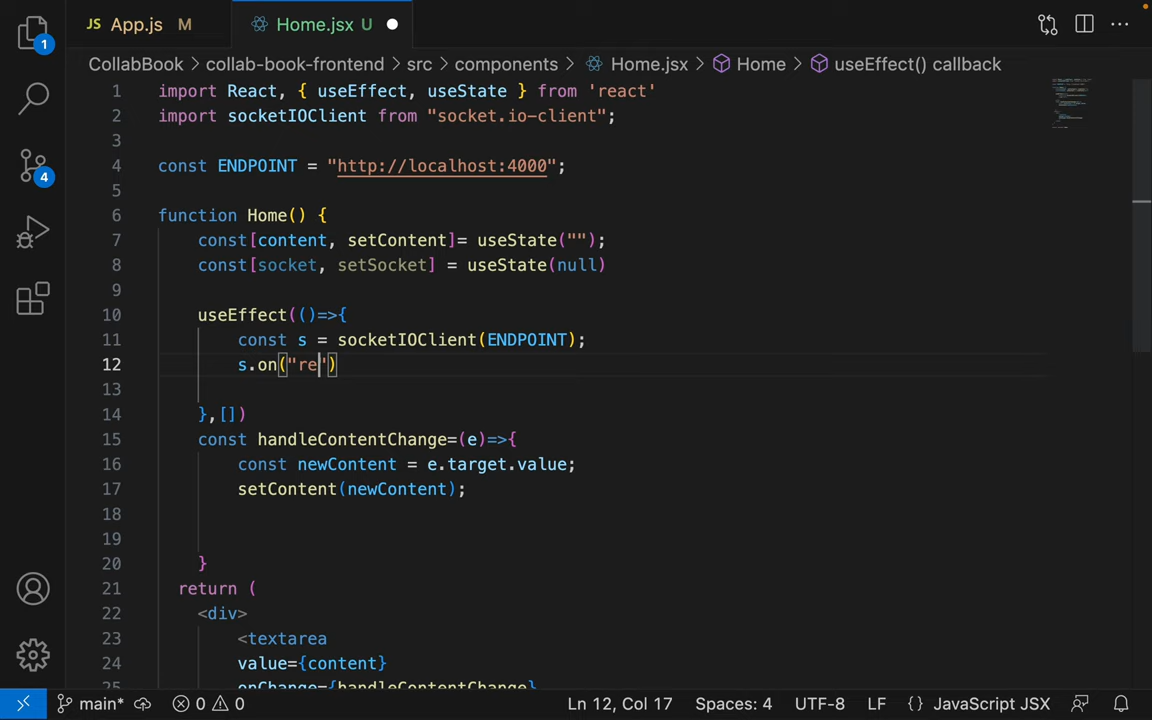 JS App.js M
Home.jsx U
1
CollabBook > collab-book-frontend > src > components > Home.jsx > Home > useEffect() callback
1 import React, { useEffect, useState } from 'react'
2 import socketIOClient from "socket.io-client";
3
4 const ENDPOINT = "http://localhost:4000";
5
6 function Home() {
7 const[content, setContent]= useState("");
8 const[socket, setSocket] = useState(null)
9
10 useEffect(()=>{
11 const s = socketIOClient(ENDPOINT);
12 s.on("re")
13
14 },[])
15 const handleContentChange=(e)=>{
16 const newContent = e.target.value;
17 setContent(newContent);
18
19
20 }
21 return (
22 <div>
23 <textarea
24 value={content}
25 onChange={handleContentChange}
4
main* 0 0 Ln 12, Col 17 Spaces: 4 UTF-8 LF {} JavaScript JSX